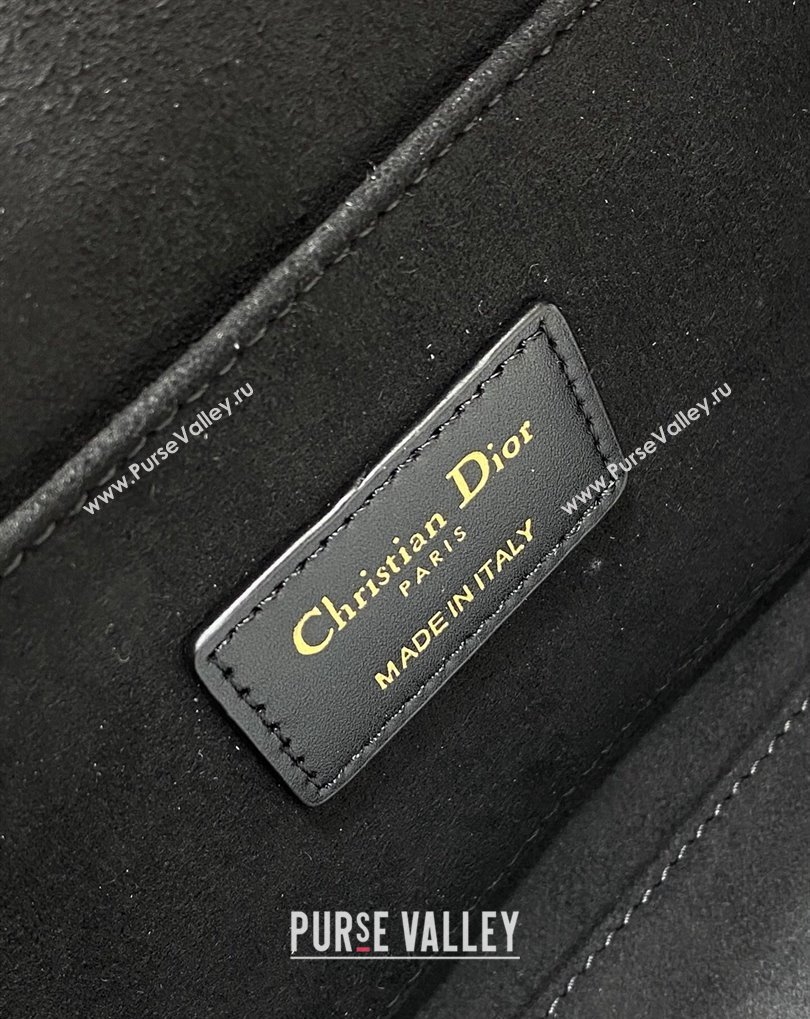 www.PurseValley.ru
www.PurseValley.ru
Christian Dior
PARIS
MADE IN ITALY
PURSE VALLEY